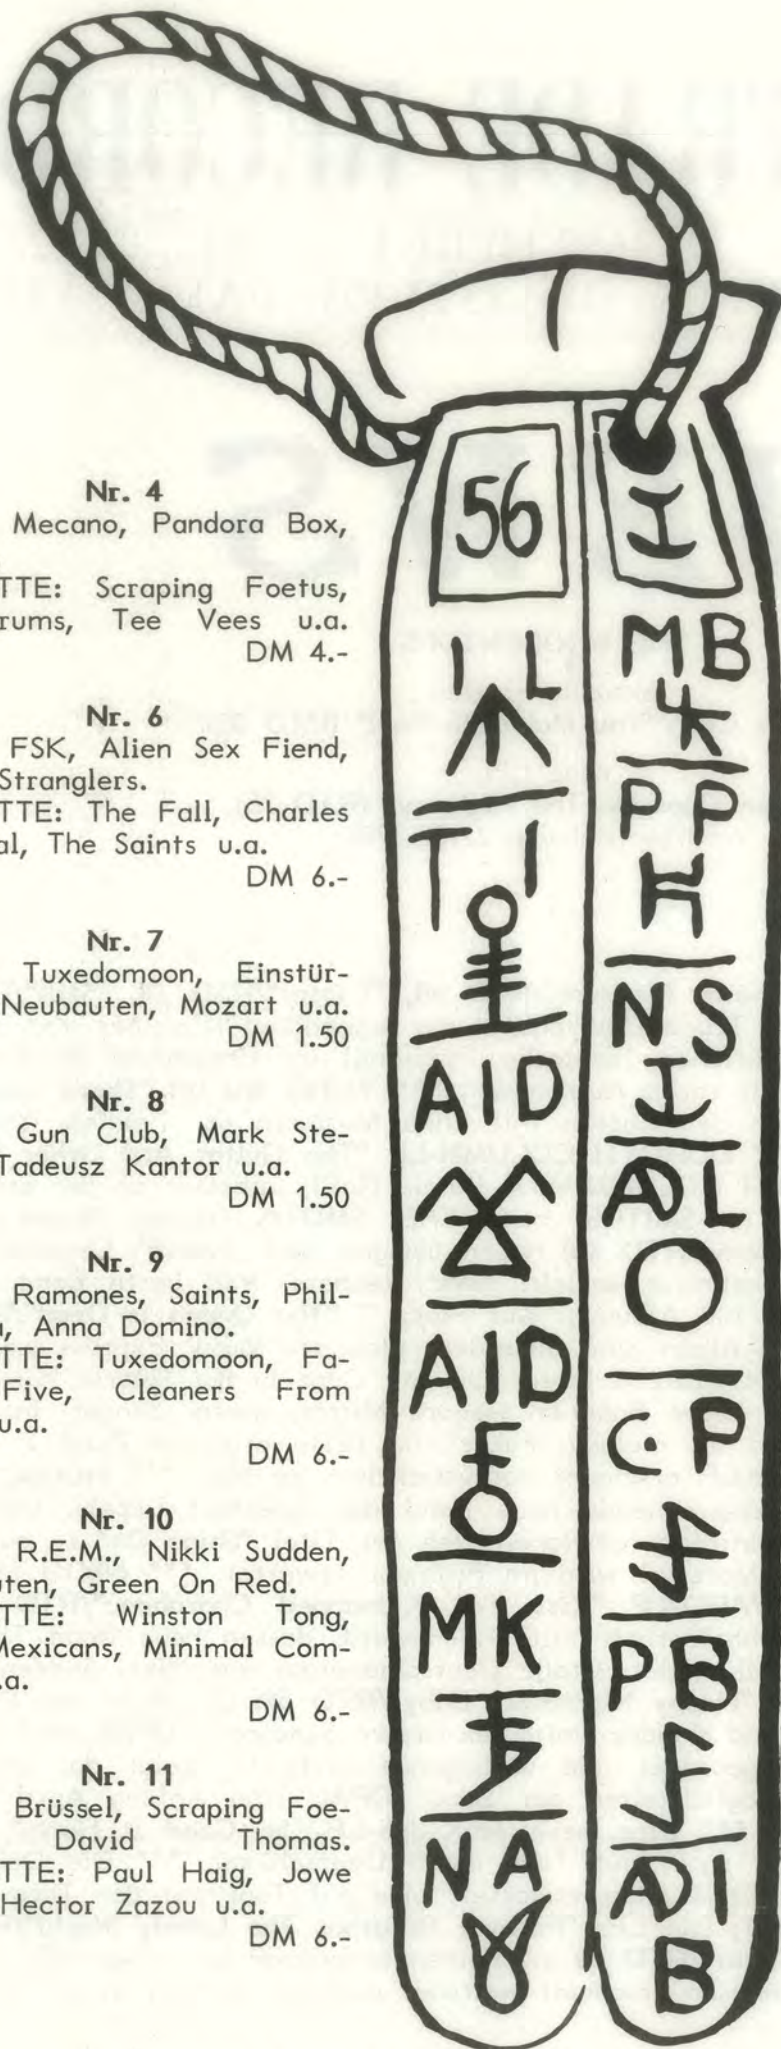 Nr. 4
Mecano, Pandora Box,
TTE: Scraping Foetus,
rums, Tee Vees u.a.
DM 4.-
Nr. 6
FSK, Alien Sex Fiend,
Stranglers.
TTE: The Fall, Charles
al, The Saints u.a.
DM 6.-
Nr. 7
Tuxedomoon, Einstür-
Neubauten, Mozart u.a.
DM 1.50
Nr. 8
Gun Club, Mark Ste-
Tadeusz Kantor u.a.
DM 1.50
Nr. 9
Ramones, Saints, Phil-
a, Anna Domino.
TTE: Tuxedomoon, Fa-
Five, Cleaners From
u.a.
DM 6.-
Nr. 10
R.E.M., Nikki Sudden,
uten, Green On Red.
TTE: Winston Tong,
Mexicans, Minimal Com-
.a.
DM 6.-
Nr. 11
Brüssel, Scraping Foe-
David Thomas.
TTE: Paul Haig, Jowe
Hector Zazou u.a.
DM 6.-
56
I L
T I
AID
AID
MK
NA
I
MB
PP
H
NS
AL
O
P
PB
ADI
B